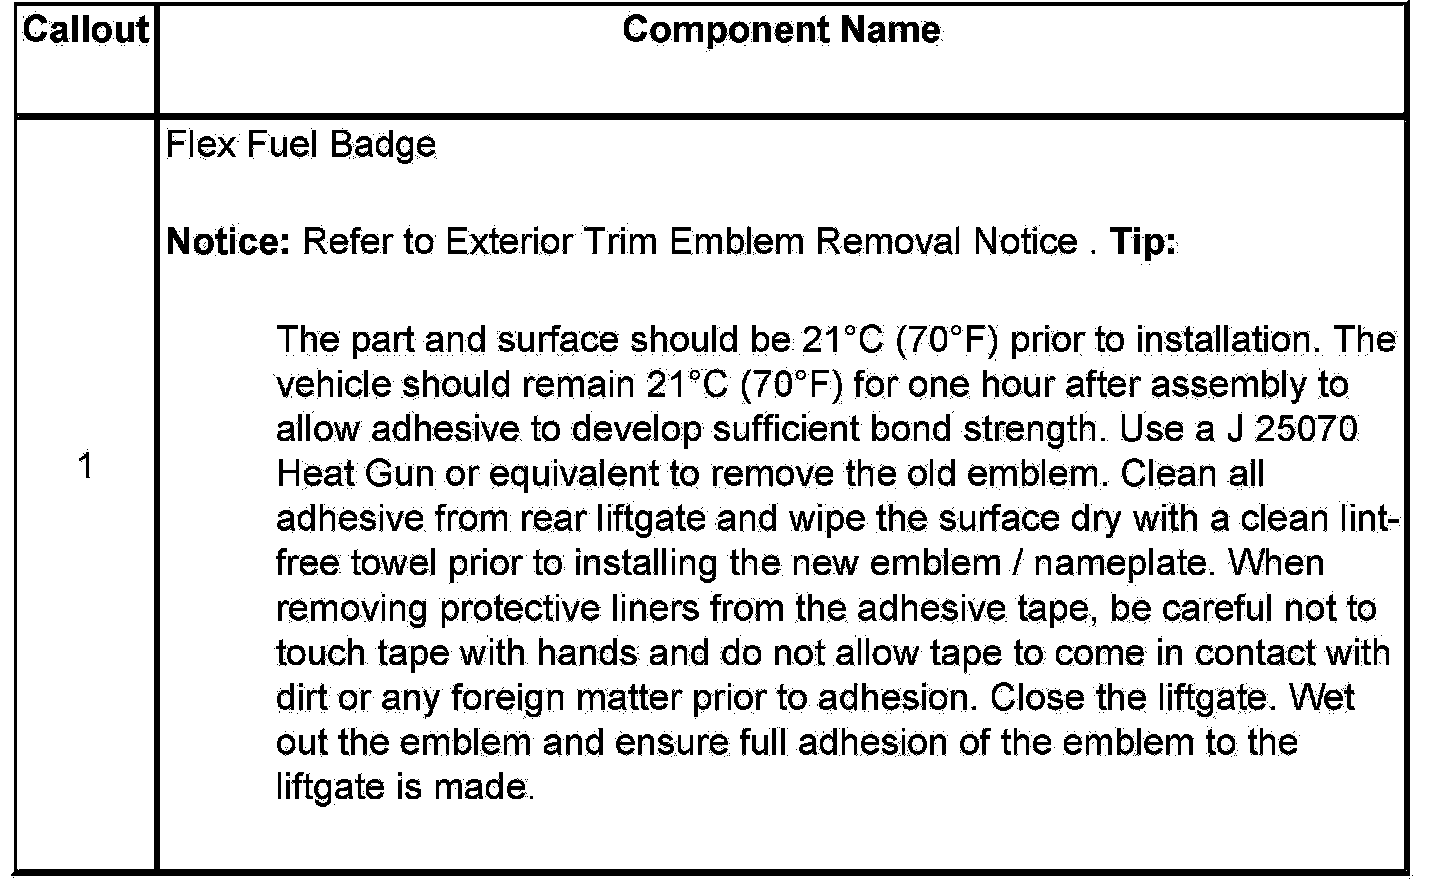 Callout
Component Name
Flex Fuel Badge
Notice: Refer to Exterior Trim Emblem Removal Notice . Tip:
1
The part and surface should be 21°C (70°F) prior to installation. The
vehicle should remain 21°C (70°F) for one hour after assembly to
allow adhesive to develop sufficient bond strength. Use a J 25070
Heat Gun or equivalent to remove the old emblem. Clean all
adhesive from rear liftgate and wipe the surface dry with a clean lint-
free towel prior to installing the new emblem / nameplate. When
removing protective liners from the adhesive tape, be careful not to
touch tape with hands and do not allow tape to come in contact with
dirt or any foreign matter prior to adhesion. Close the liftgate. Wet
out the emblem and ensure full adhesion of the emblem to the
liftgate is made.